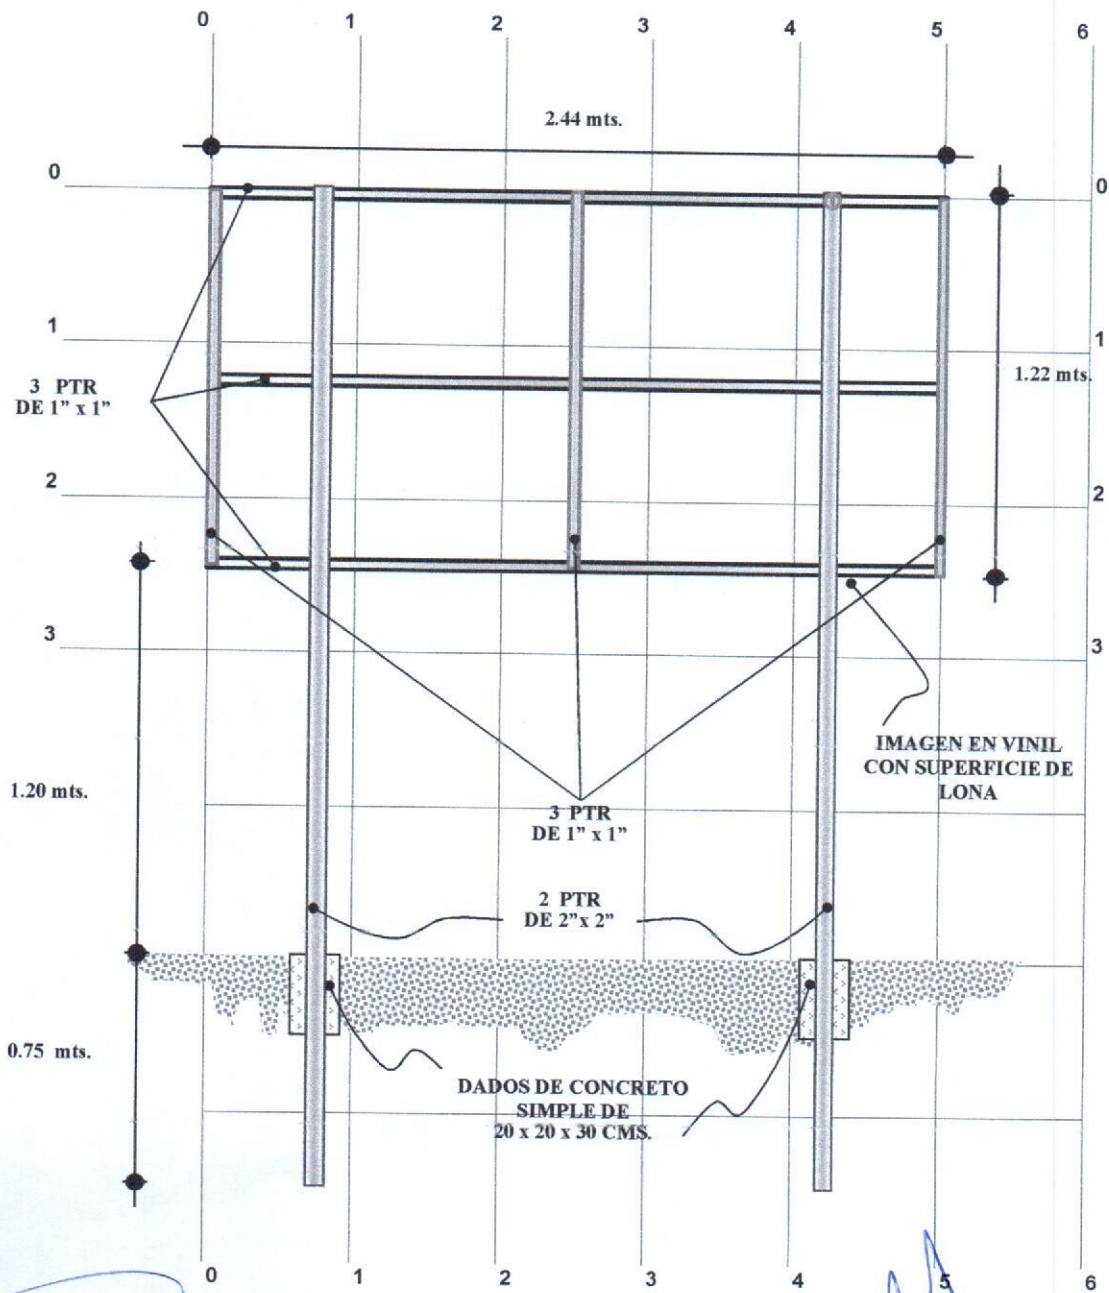 0 1 2 3 4 5 6
2.44 mts.
0 0
1 1
1.22 mts.
3 PTR
DE 1" x 1"
2 2
3 3
IMAGEN EN VINIL
CON SUPERFICIE DE
LONA
1.20 mts.
3 PTR
DE 1" x 1"
2 PTR
DE 2" x 2"
0.75 mts.
DADOS DE CONCRETO
SIMPLE DE
20 x 20 x 30 CMS.
0 1 2 3 4 5 6